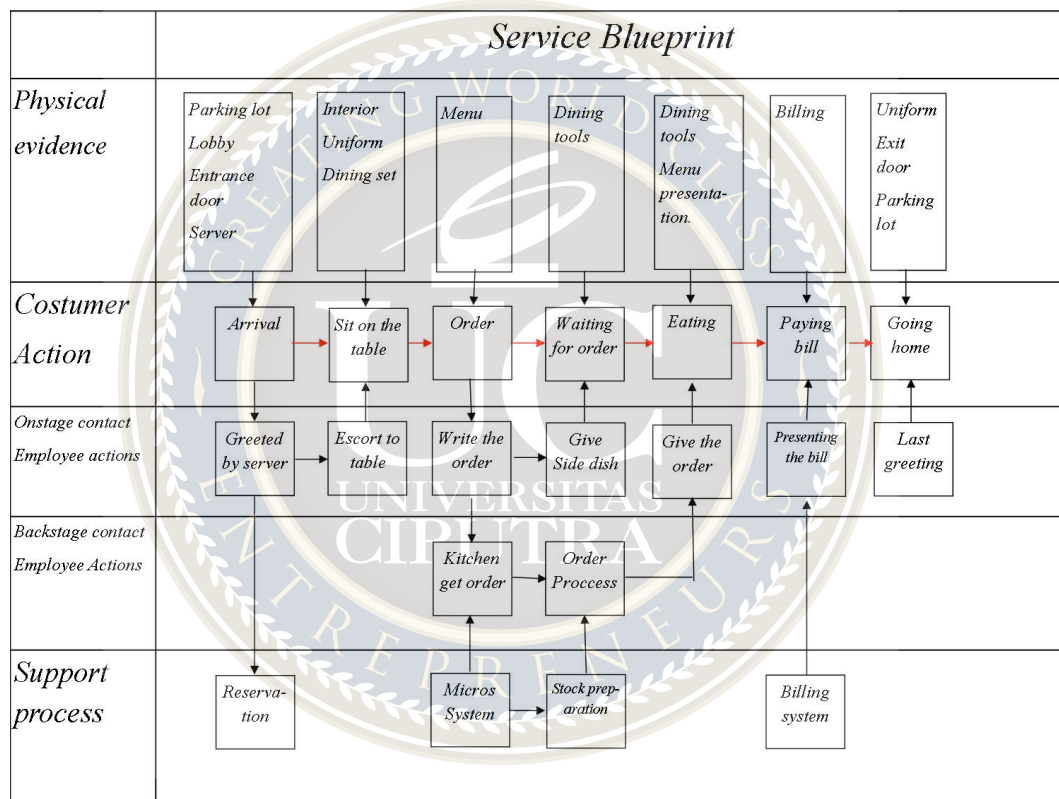 Service Blueprint
Physical
evidence
Parking lot
Lobby
Entrance
door
Server
Interior
Uniform
Dining set
Menu
Dining
tools
Dining
tools
Menu
presenta-
tion.
Billing
Uniform
Exit
door
Parking
lot
Costumer
Action
Arrival
Sit on the
table
Order
Waiting
for order
Eating
Paying
bill
Going
home
Onstage contact
Employee actions
Greeted
by server
Escort to
table
Write the
order
Give
Side dish
Give the
order
Presenting
the bill
Last
greeting
Backstage contact
Employee Actions
Kitchen
get order
Order
Proccess
Support
process
Reserva-
tion
Micros
System
Stock prep-
aration
Billing
system
CREATING WORLD CLASS
UC
UNIVERSITAS
CIPUTRA
ENTREPRENEURS